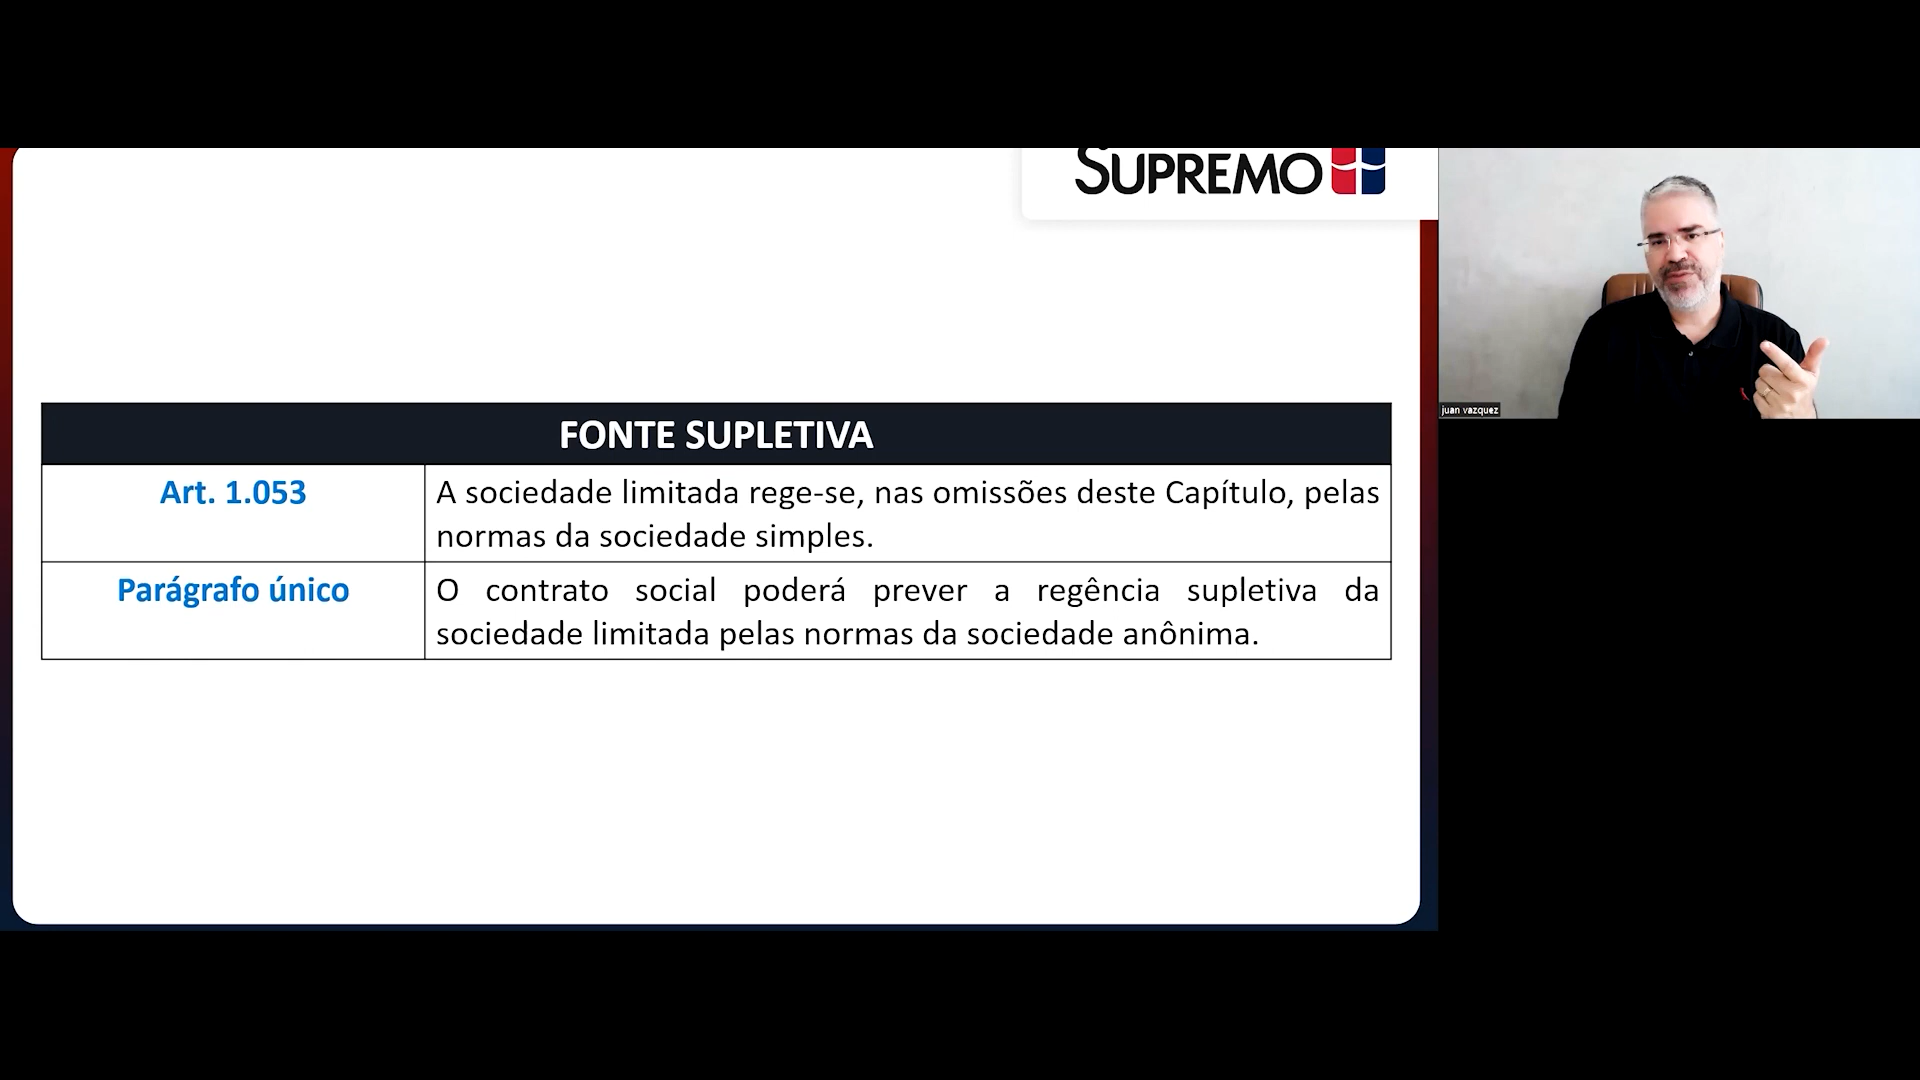 SUPREMO
juan vazquez
FONTE SUPLETIVA
Art. 1.053
A sociedade limitada rege-se, nas omissões deste Capítulo, pelas
normas da sociedade simples.
Parágrafo único
O contrato social poderá prever a regência supletiva da
sociedade limitada pelas normas da sociedade anônima.